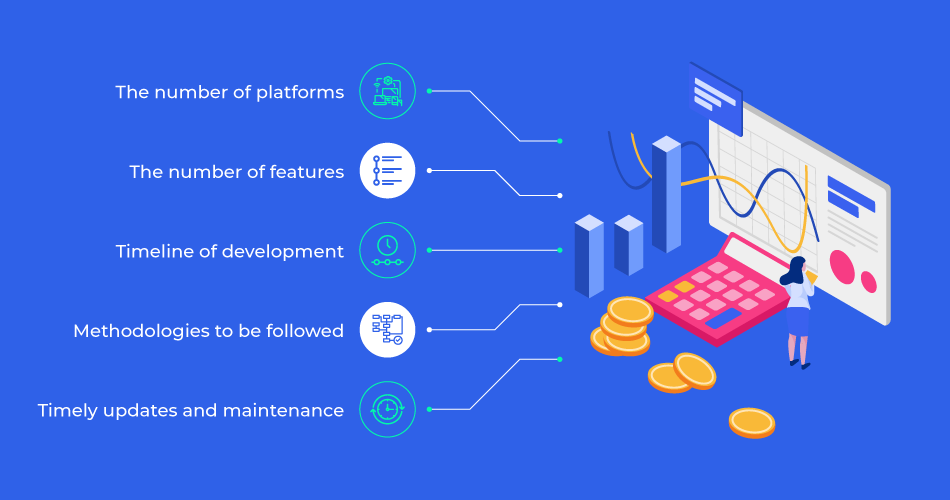 The number of platforms
The number of features
Timeline of development
Methodologies to be followed
Timely updates and maintenance